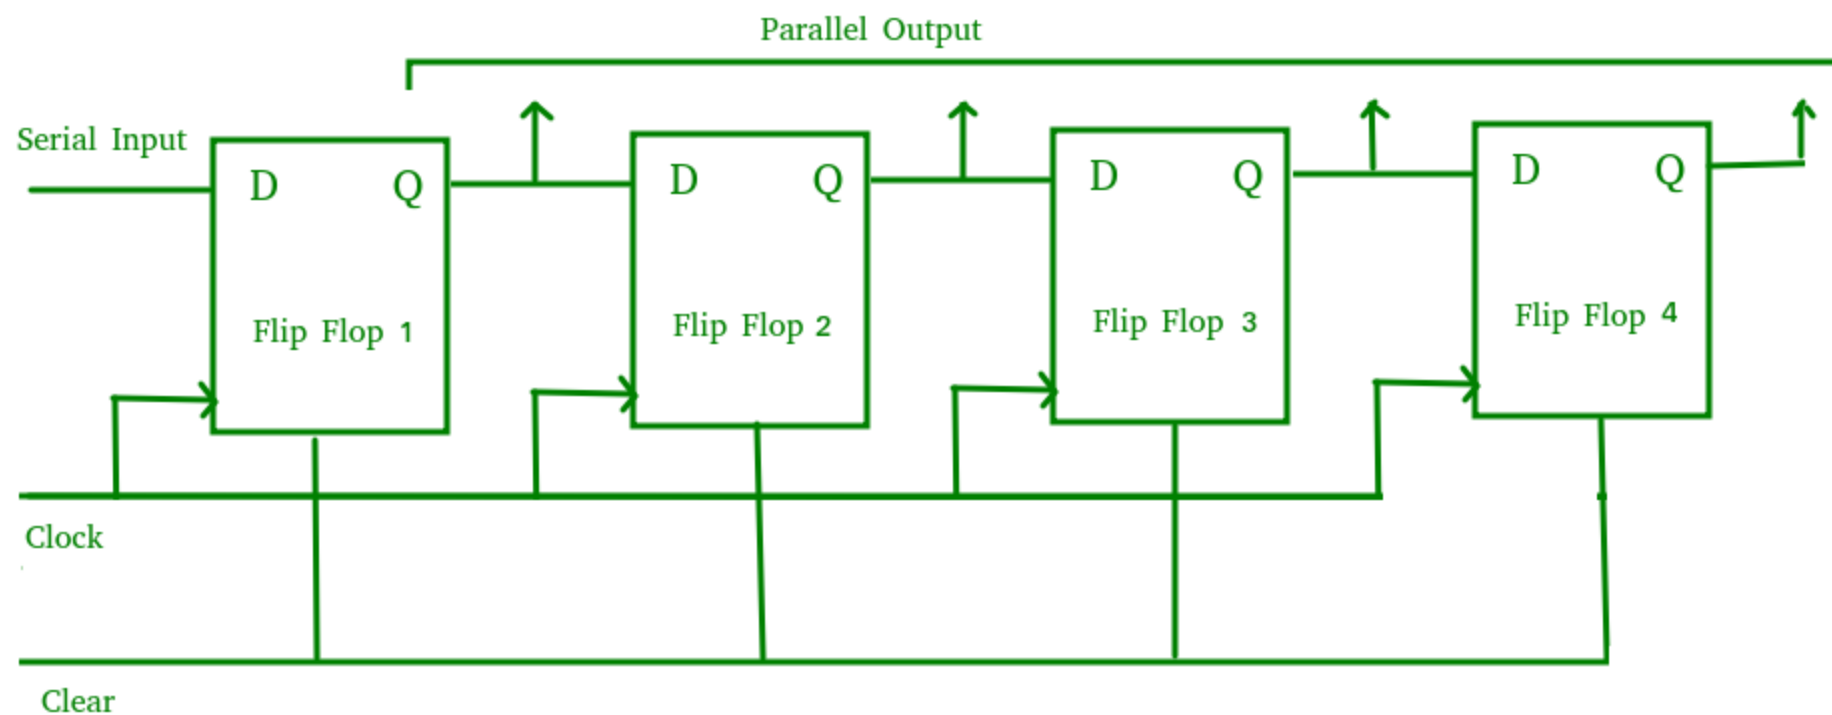 Parallel Output
Serial Input
D Q
D Q
D Q
D Q
Flip Flop 1
Flip Flop 2
Flip Flop 3
Flip Flop 4
Clock
Clear